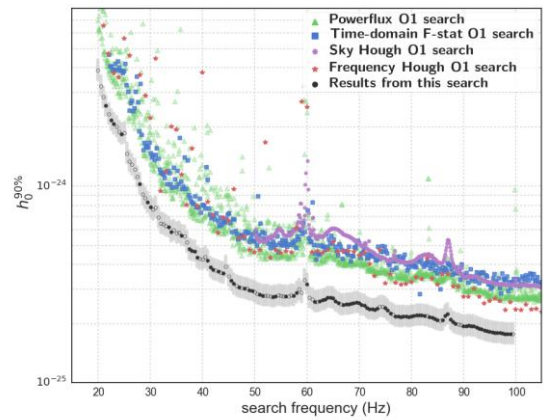 Powerflux O1 search
Time-domain F-stat O1 search
Sky Hough O1 search
Frequency Hough O1 search
Results from this search
10⁻²⁴
10⁻²⁵
h₀^90%
20 30 40 50 60 70 80 90 100
search frequency (Hz)